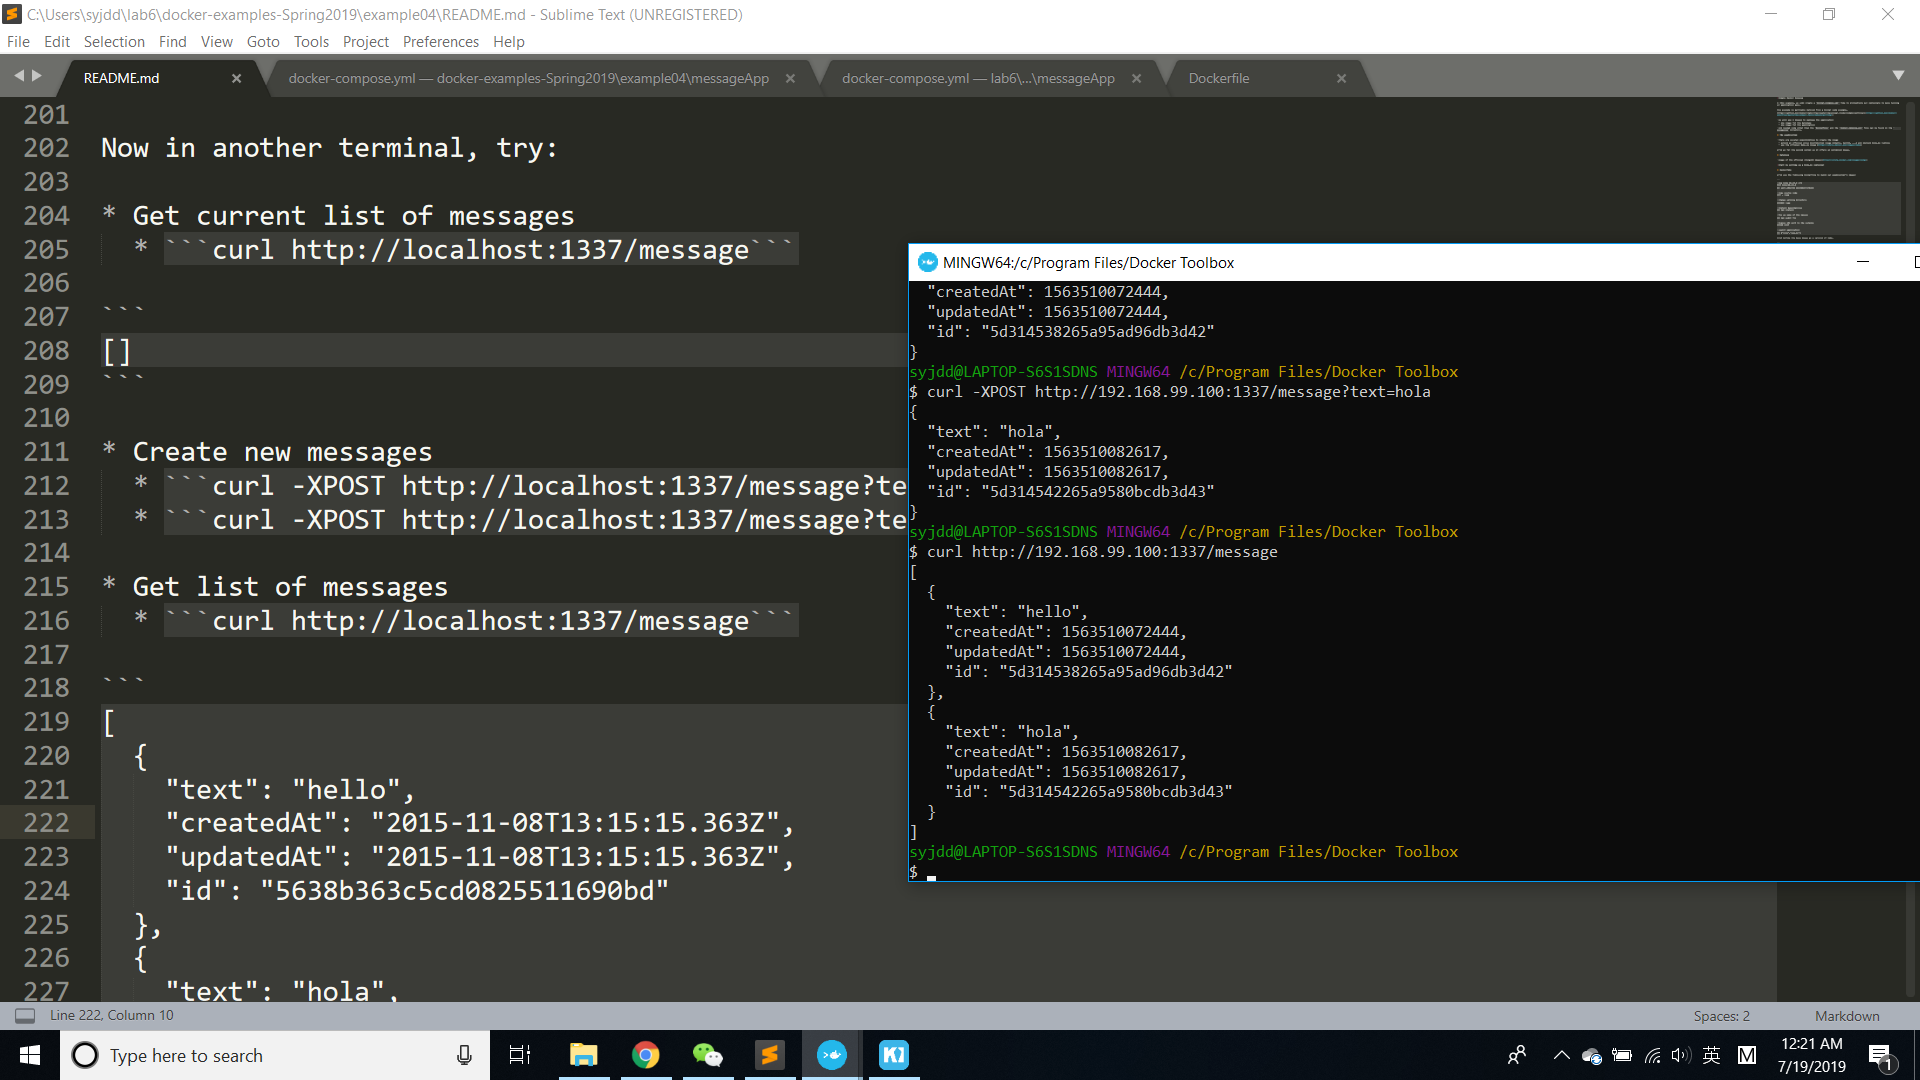 C:\Users\syjdd\lab6\docker-examples-Spring2019\example04\README.md - Sublime Text (UNREGISTERED)
File Edit Selection Find View Goto Tools Project Preferences Help
README.md docker-compose.yml — docker-examples-Spring2019\example04\messageApp docker-compose.yml — lab6\...\messageApp Dockerfile
201
202 Now in another terminal, try:
203
204 * Get current list of messages
205 * ```curl http://localhost:1337/message```
206
207 ```
208 []
209 ```
210
211 * Create new messages
212 * ```curl -XPOST http://localhost:1337/message?te
213 * ```curl -XPOST http://localhost:1337/message?te
214
215 * Get list of messages
216 * ```curl http://localhost:1337/message```
217
218 ```
219 [
220 {
221 "text": "hello",
222 "createdAt": "2015-11-08T13:15:15.363Z",
223 "updatedAt": "2015-11-08T13:15:15.363Z",
224 "id": "5638b363c5cd0825511690bd"
225 },
226 {
227 "text": "hola",
MINGW64:/c/Program Files/Docker Toolbox
"createdAt": 1563510072444,
"updatedAt": 1563510072444,
"id": "5d314538265a95ad96db3d42"
}
syjdd@LAPTOP-S6S1SDNS MINGW64 /c/Program Files/Docker Toolbox
$ curl -XPOST http://192.168.99.100:1337/message?text=hola
{
"text": "hola",
"createdAt": 1563510082617,
"updatedAt": 1563510082617,
"id": "5d314542265a9580bcdb3d43"
}
syjdd@LAPTOP-S6S1SDNS MINGW64 /c/Program Files/Docker Toolbox
$ curl http://192.168.99.100:1337/message
[
{
"text": "hello",
"createdAt": 1563510072444,
"updatedAt": 1563510072444,
"id": "5d314538265a95ad96db3d42"
},
{
"text": "hola",
"createdAt": 1563510082617,
"updatedAt": 1563510082617,
"id": "5d314542265a9580bcdb3d43"
}
]
syjdd@LAPTOP-S6S1SDNS MINGW64 /c/Program Files/Docker Toolbox
$
Line 222, Column 10 Spaces: 2 Markdown
Type here to search
英 M
12:21 AM
7/19/2019
1